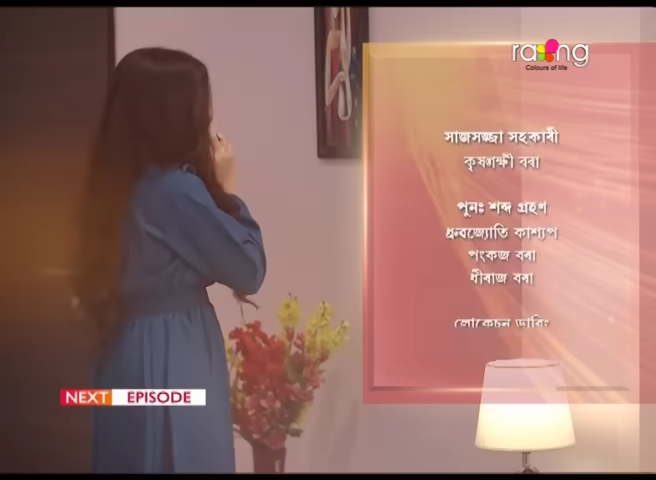 rang
Colours of life
সাজসজ্জা সহকাৰী
কৃষ্ণাক্ষী বৰা
পুনঃ শব্দ গ্ৰহণ
ধ্ৰুবজ্যোতি কাশ্যপ
পংকজ বৰা
ধীৰাজ বৰা
লোকেচন ডাবিং
NEXT EPISODE